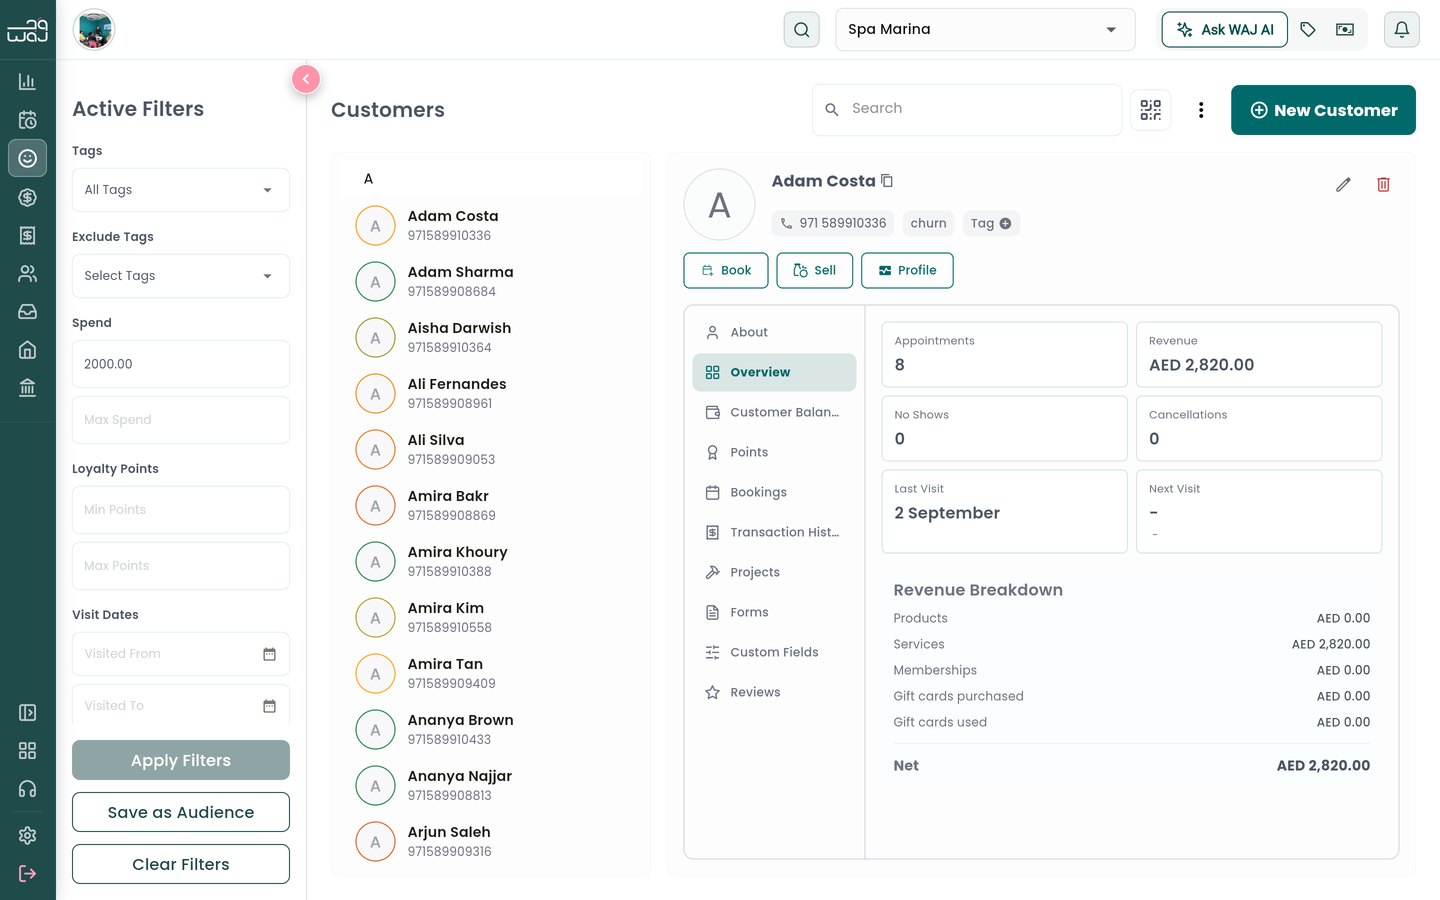 waj
Spa Marina
Ask WAJ AI
Active Filters
Tags
All Tags
Exclude Tags
Select Tags
Spend
2000.00
Max Spend
Loyalty Points
Min Points
Max Points
Visit Dates
Visited From
Visited To
Apply Filters
Save as Audience
Clear Filters
Customers
Search
New Customer
A
A
Adam Costa
971589910336
A
Adam Sharma
971589908684
A
Aisha Darwish
971589910364
A
Ali Fernandes
971589908961
A
Ali Silva
971589909053
A
Amira Bakr
971589908869
A
Amira Khoury
971589910388
A
Amira Kim
971589910558
A
Amira Tan
971589909409
A
Ananya Brown
971589910433
A
Ananya Najjar
971589908813
A
Arjun Saleh
971589909316
A
Adam Costa
971 589910336
churn
Tag
Book
Sell
Profile
About
Overview
Customer Balan...
Points
Bookings
Transaction Hist...
Projects
Forms
Custom Fields
Reviews
Appointments
8
Revenue
AED 2,820.00
No Shows
0
Cancellations
0
Last Visit
2 September
Next Visit
-
-
Revenue Breakdown
Products AED 0.00
Services AED 2,820.00
Memberships AED 0.00
Gift cards purchased AED 0.00
Gift cards used AED 0.00
Net AED 2,820.00